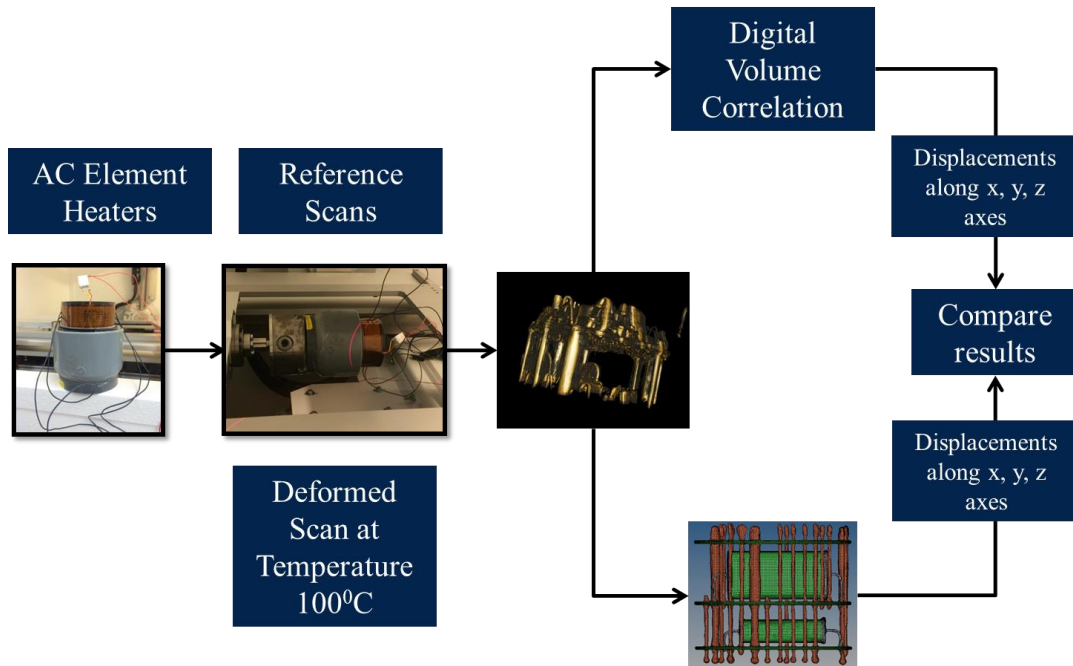 AC Element
Heaters
Reference
Scans
Deformed
Scan at
Temperature
100⁰C
Digital
Volume
Correlation
Displacements
along x, y, z
axes
Compare
results
Displacements
along x, y, z
axes